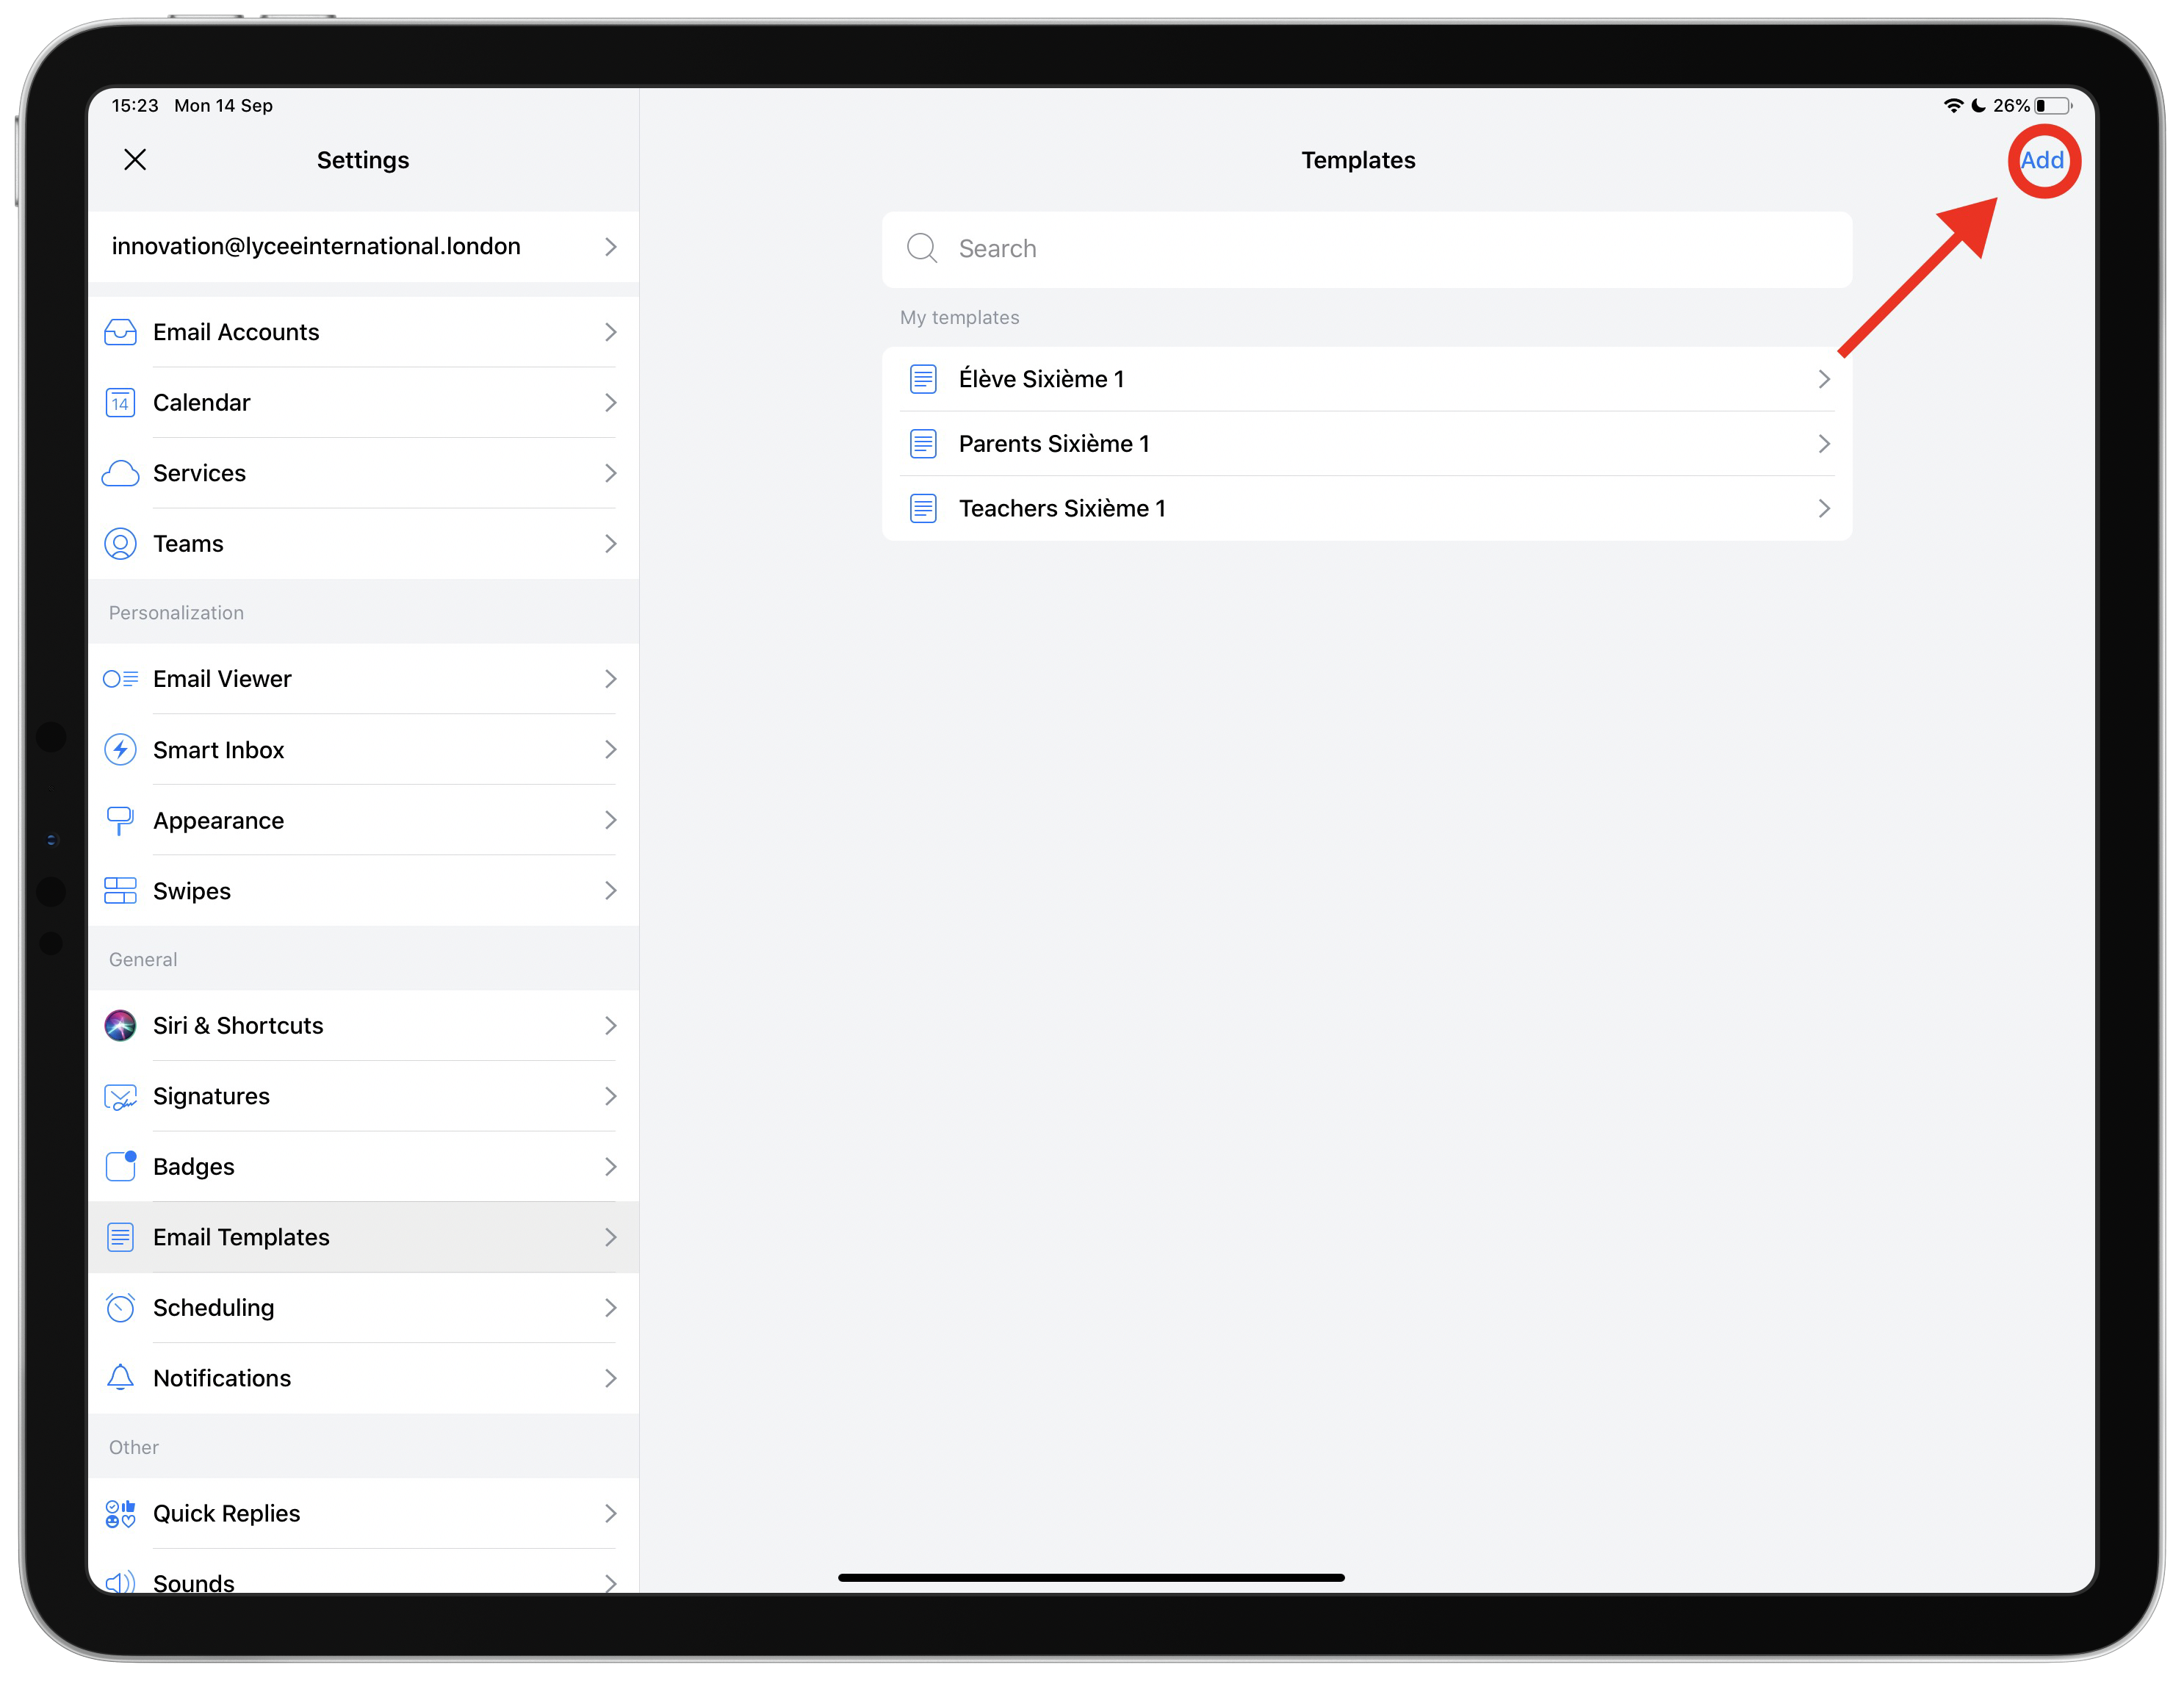 15:23 Mon 14 Sep
26%
Settings
innovation@lyceeinternational.london
Email Accounts
14
Calendar
Services
Teams
Personalization
Email Viewer
Smart Inbox
Appearance
Swipes
General
Siri & Shortcuts
Signatures
Badges
Email Templates
Scheduling
Notifications
Other
Quick Replies
Sounds
Templates
Add
Search
My templates
Élève Sixième 1
Parents Sixième 1
Teachers Sixième 1